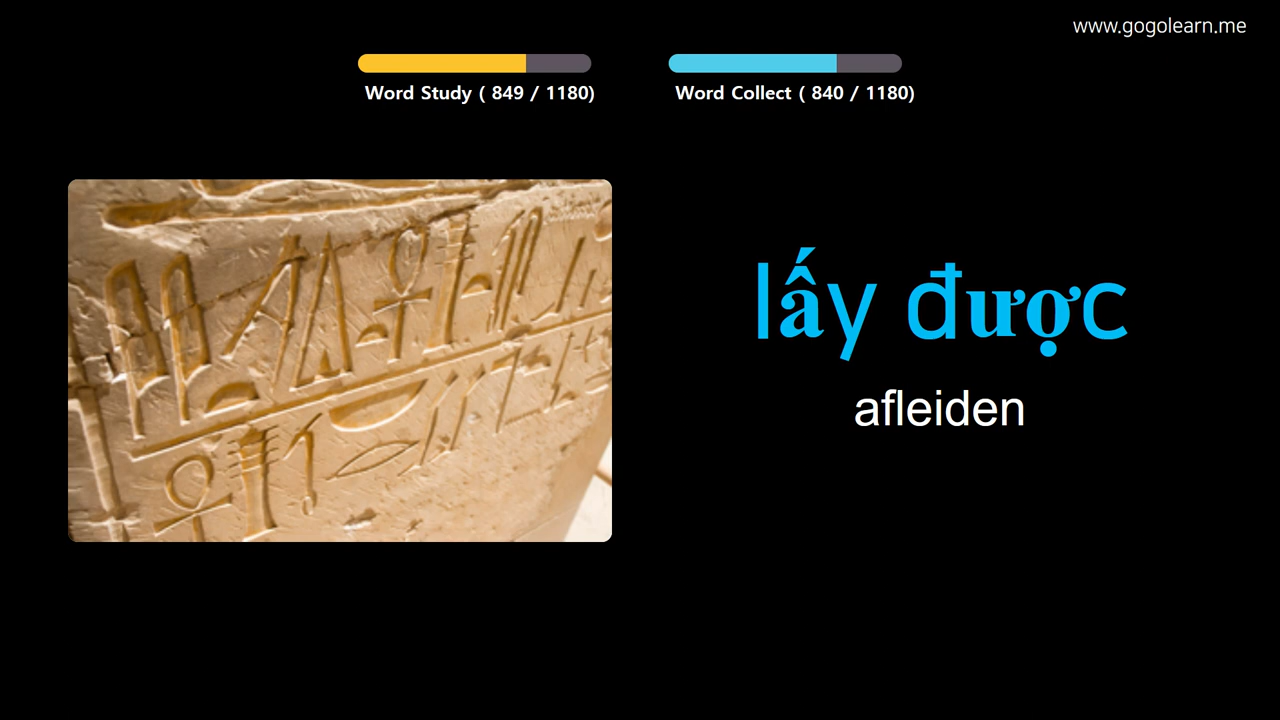 www.gogolearn.me
Word Study ( 849 / 1180)
Word Collect ( 840 / 1180)
lấy được
afleiden